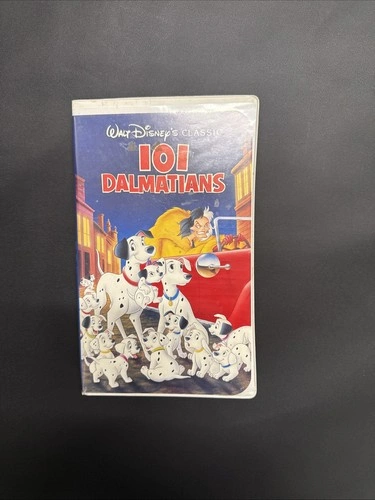 WALT DISNEY'S CLASSIC
101
DALMATIANS